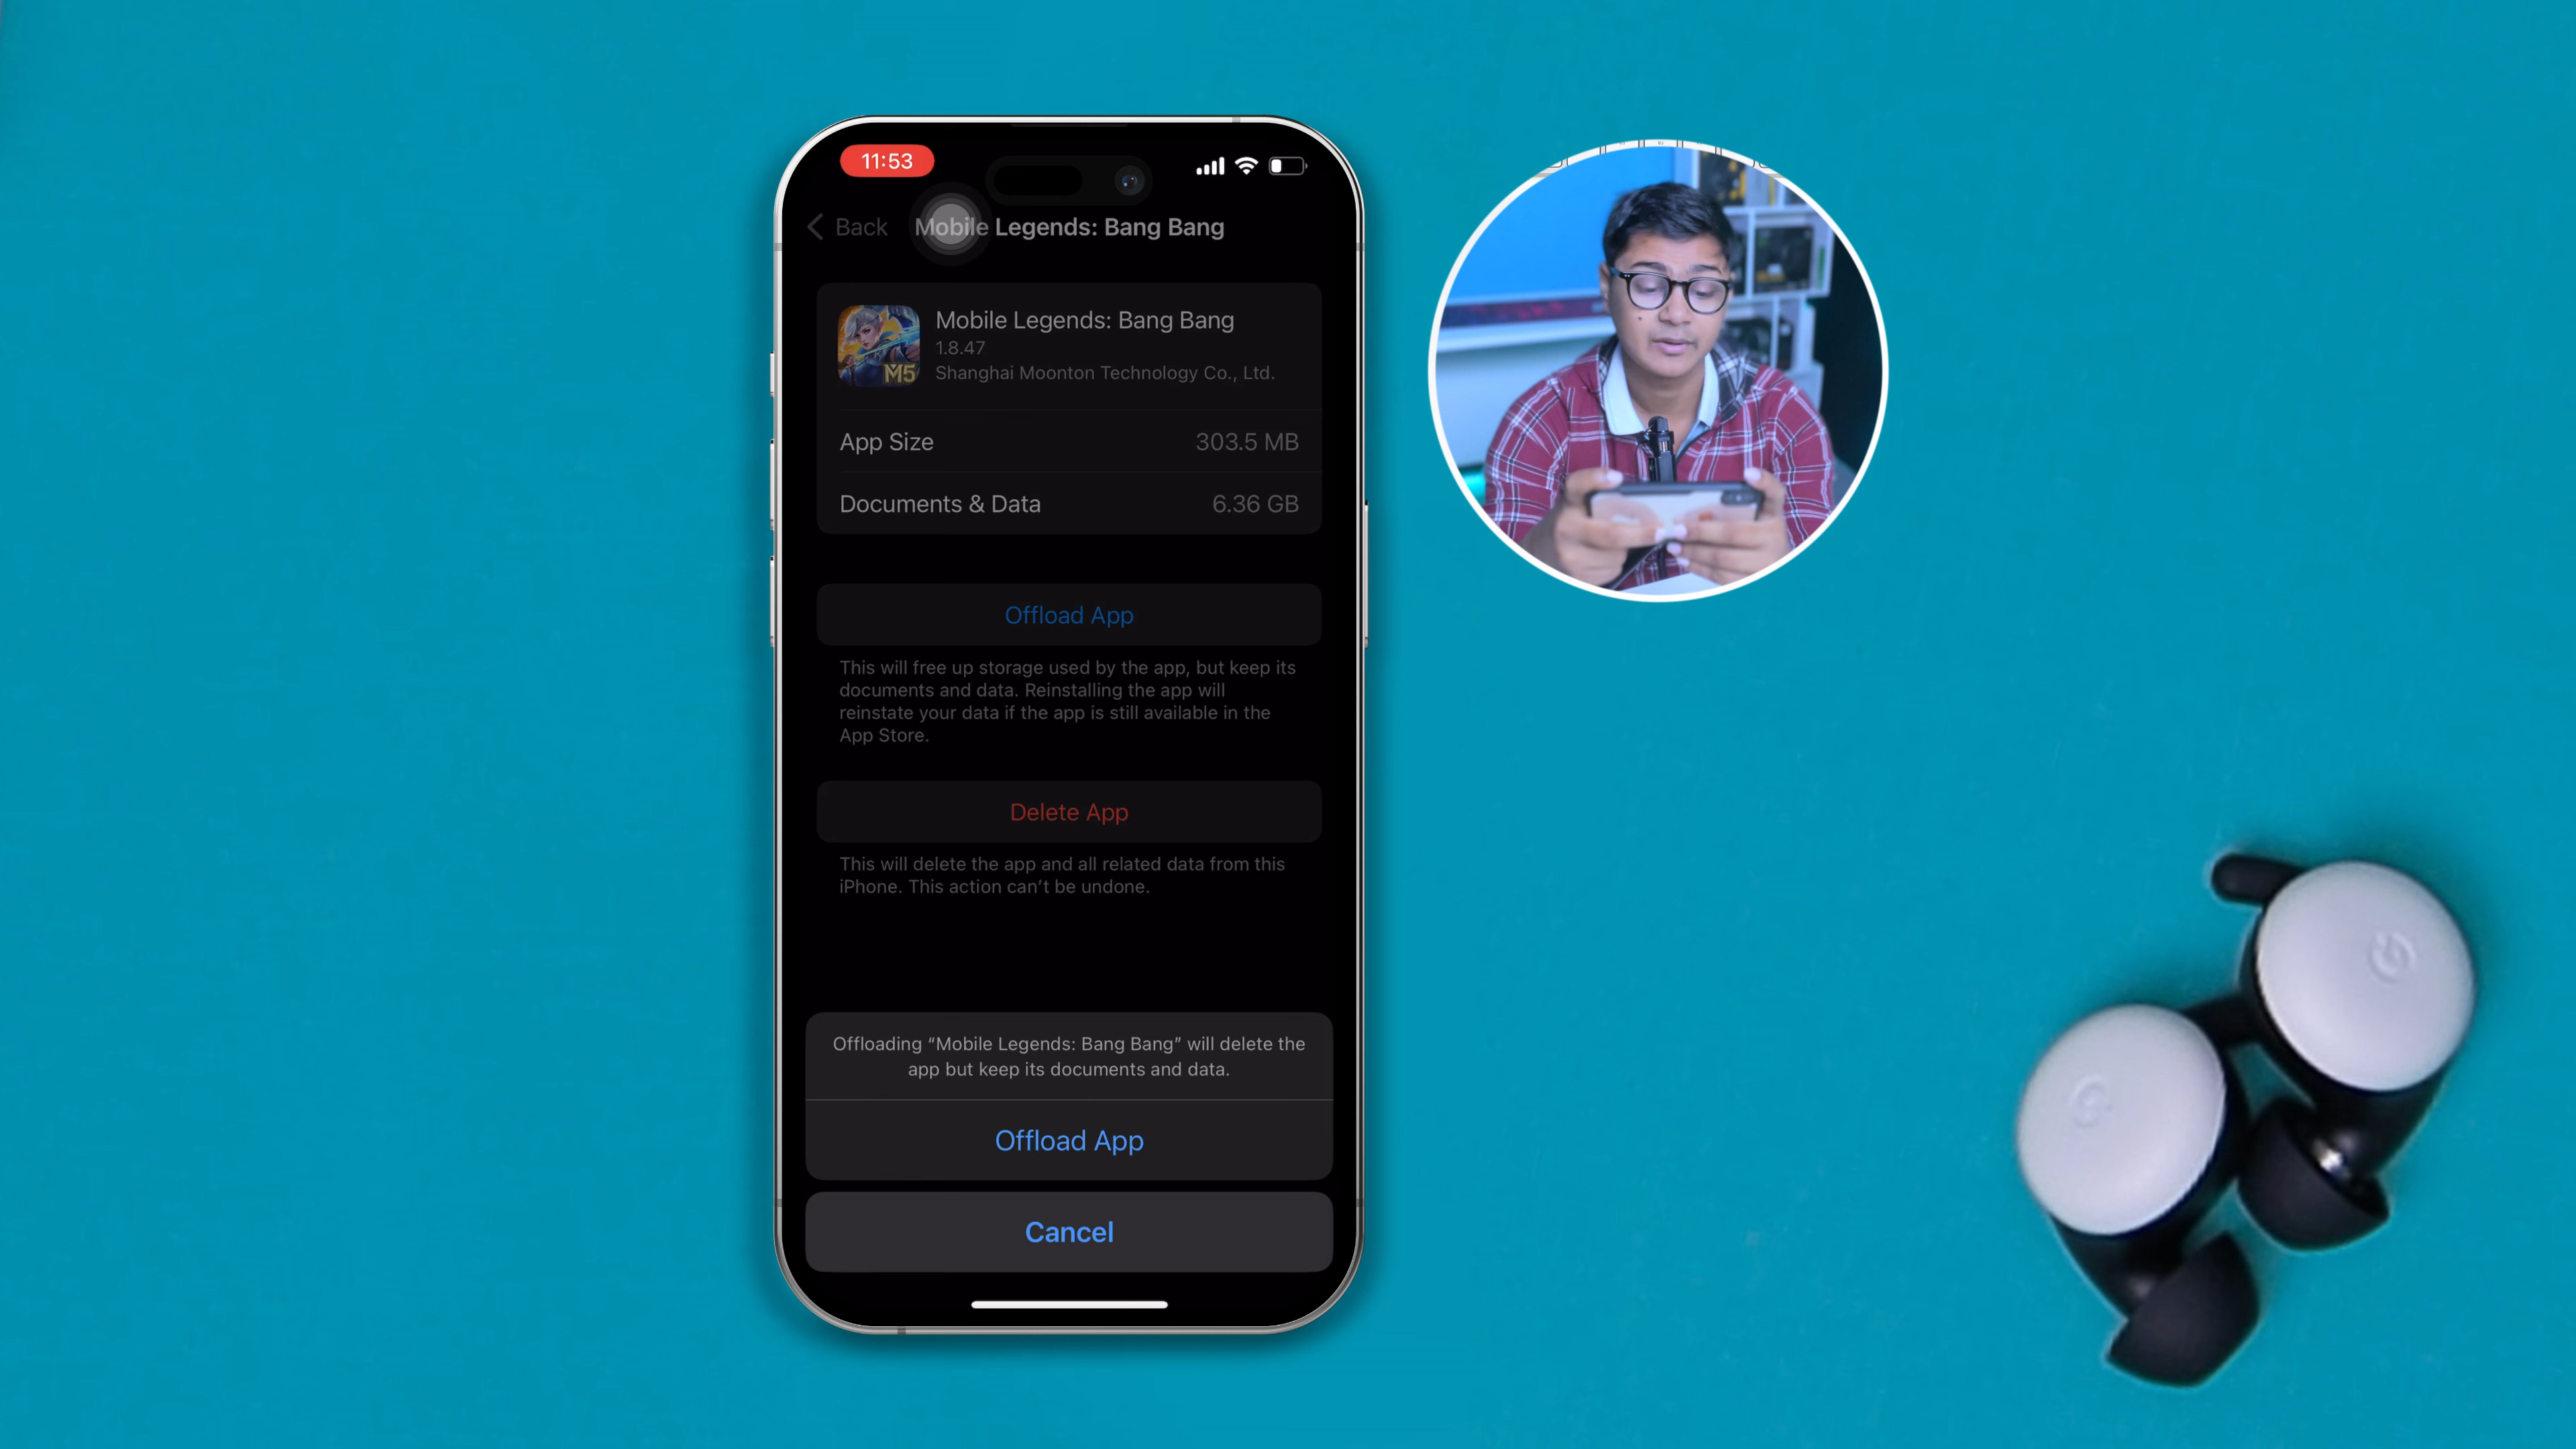 11:53
Back
Mobile Legends: Bang Bang
Mobile Legends: Bang Bang
1.8.47
Shanghai Moonton Technology Co., Ltd.
M5
App Size
303.5 MB
Documents & Data
6.36 GB
Offload App
This will free up storage used by the app, but keep its
documents and data. Reinstalling the app will
reinstate your data if the app is still available in the
App Store.
Delete App
This will delete the app and all related data from this
iPhone. This action can’t be undone.
Offloading “Mobile Legends: Bang Bang” will delete the
app but keep its documents and data.
Offload App
Cancel